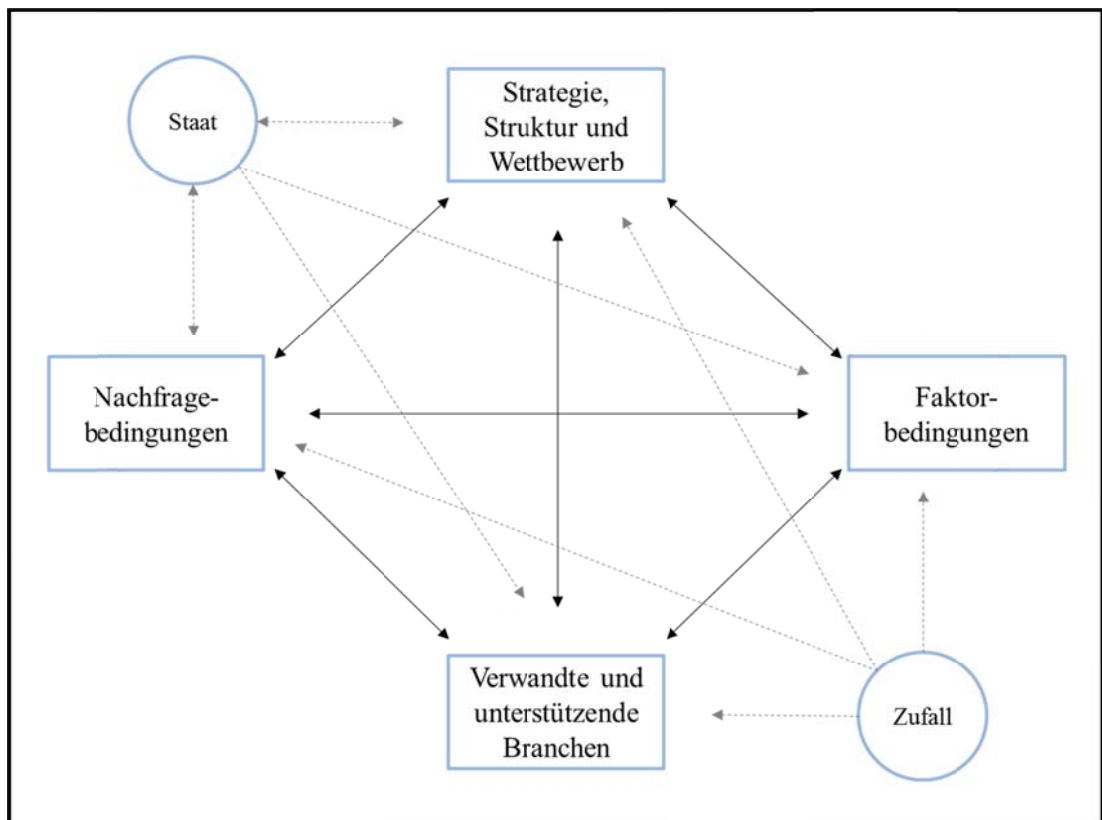 Staat
Strategie,
Struktur und
Wettbewerb
Nachfrage-
bedingungen
Faktor-
bedingungen
Verwandte und
unterstützende
Branchen
Zufall